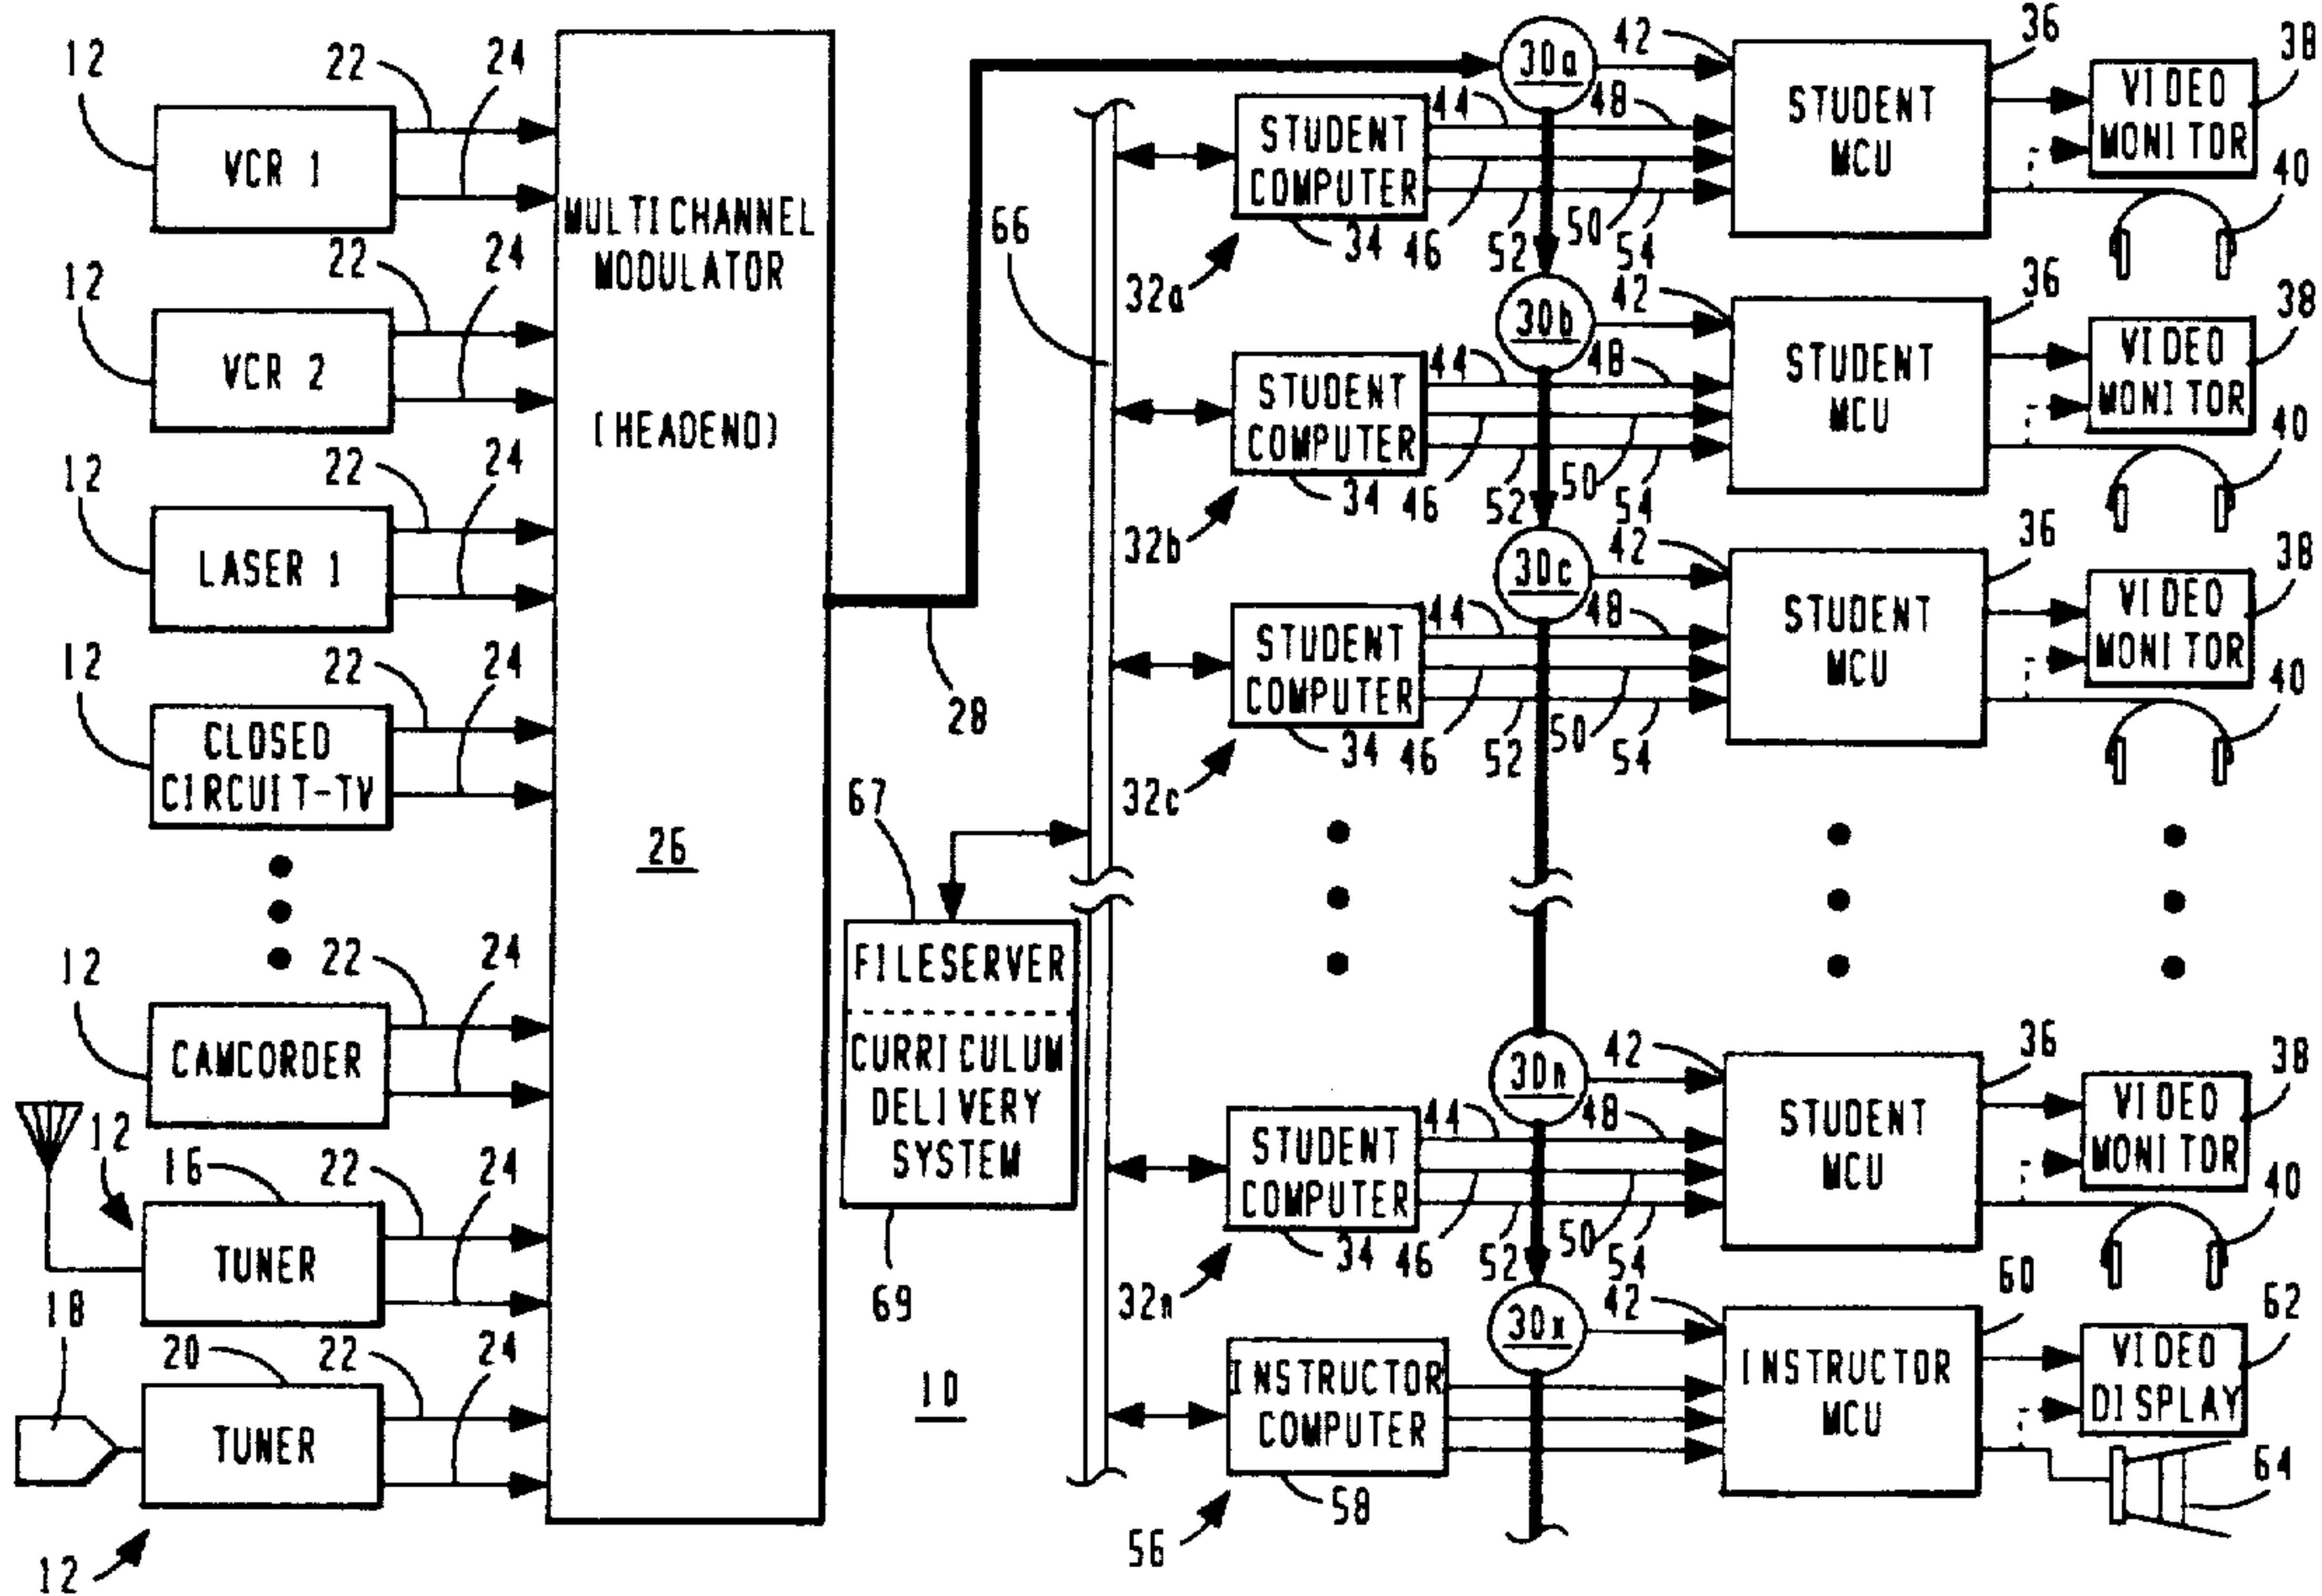 12
22
24
VCR 1
12
22
24
VCR 2
12
22
24
LASER 1
12
22
24
CLOSED
CIRCUIT-TV
12
22
24
CAMCORDER
12
16
22
24
TUNER
18
20
22
24
TUNER
12
MULTICHANNEL
MODULATOR
(HEADEND)
26
28
66
67
FILESERVER
CURRICULUM
DELIVERY
SYSTEM
69
10
30a
42
36
38
STUDENT
COMPUTER
44
48
STUDENT
MCU
VIDEO
MONITOR
40
32a
34
46
52
50
54
30b
42
36
38
STUDENT
COMPUTER
44
48
STUDENT
MCU
VIDEO
MONITOR
40
32b
34
46
52
50
54
30c
42
36
38
STUDENT
COMPUTER
44
48
STUDENT
MCU
VIDEO
MONITOR
40
32c
34
46
52
50
54
30n
42
36
38
STUDENT
COMPUTER
44
48
STUDENT
MCU
VIDEO
MONITOR
40
32n
34
46
52
50
54
30x
42
60
62
INSTRUCTOR
COMPUTER
INSTRUCTOR
MCU
VIDEO
DISPLAY
56
58
64